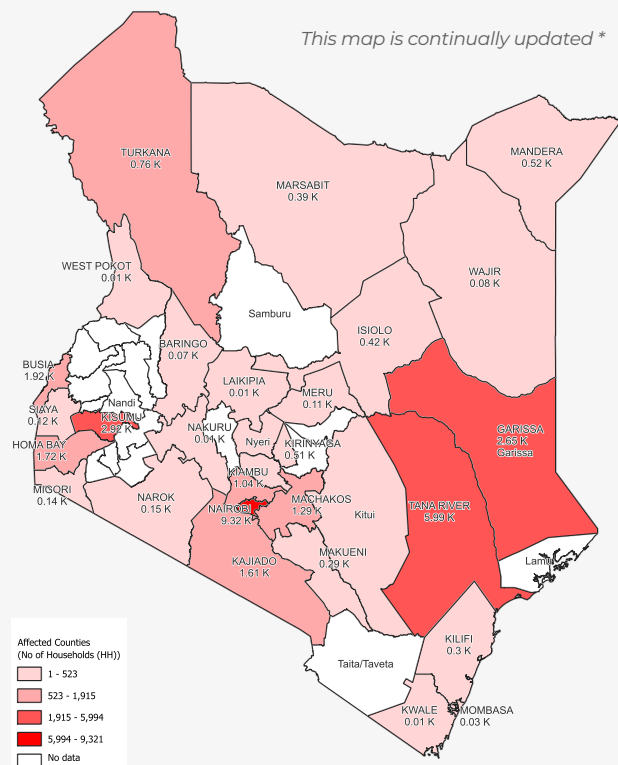 This map is continually updated *
TURKANA
0.76 K
MANDERA
0.52 K
MARSABIT
0.39 K
WEST POKOT
0.01 K
WAJIR
0.08 K
Samburu
ISIOLO
0.42 K
BARINGO
0.07 K
BUSIA
1.92 K
LAIKIPIA
0.01 K
MERU
0.11 K
Nandi
SIAYA
0.12 K
KISUMU
2.92 K
NAKURU
0.01 K
Nyeri
KIRINYAGA
0.51 K
GARISSA
2.65 K
Garissa
HOMA BAY
1.72 K
KIAMBU
1.04 K
MIGORI
0.14 K
NAROK
0.15 K
NAIROBI
9.32 K
MACHAKOS
1.29 K
Kitui
TANA RIVER
5.99 K
MAKUENI
0.29 K
KAJIADO
1.61 K
Lamu
KILIFI
0.3 K
Taita/Taveta
KWALE
0.01 K
MOMBASA
0.03 K
Affected Counties
(No of Households (HH))
1 - 523
523 - 1,915
1,915 - 5,994
5,994 - 9,321
No data